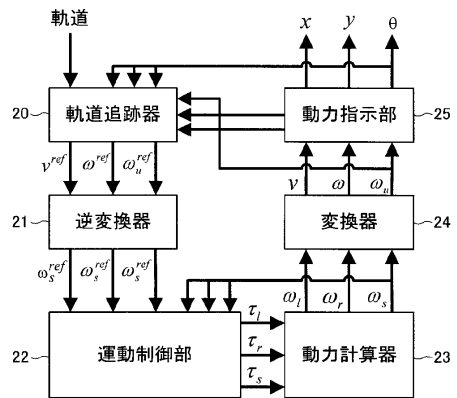 軌道
x y θ
20 軌道追跡器
動力指示部 25
v^ref ω^ref ω_u^ref
v ω ω_u
21 逆変換器
変換器 24
ω_s^ref ω_s^ref ω_s^ref
ω_l ω_r ω_s
22 運動制御部
τ_l
τ_r
τ_s
動力計算器 23